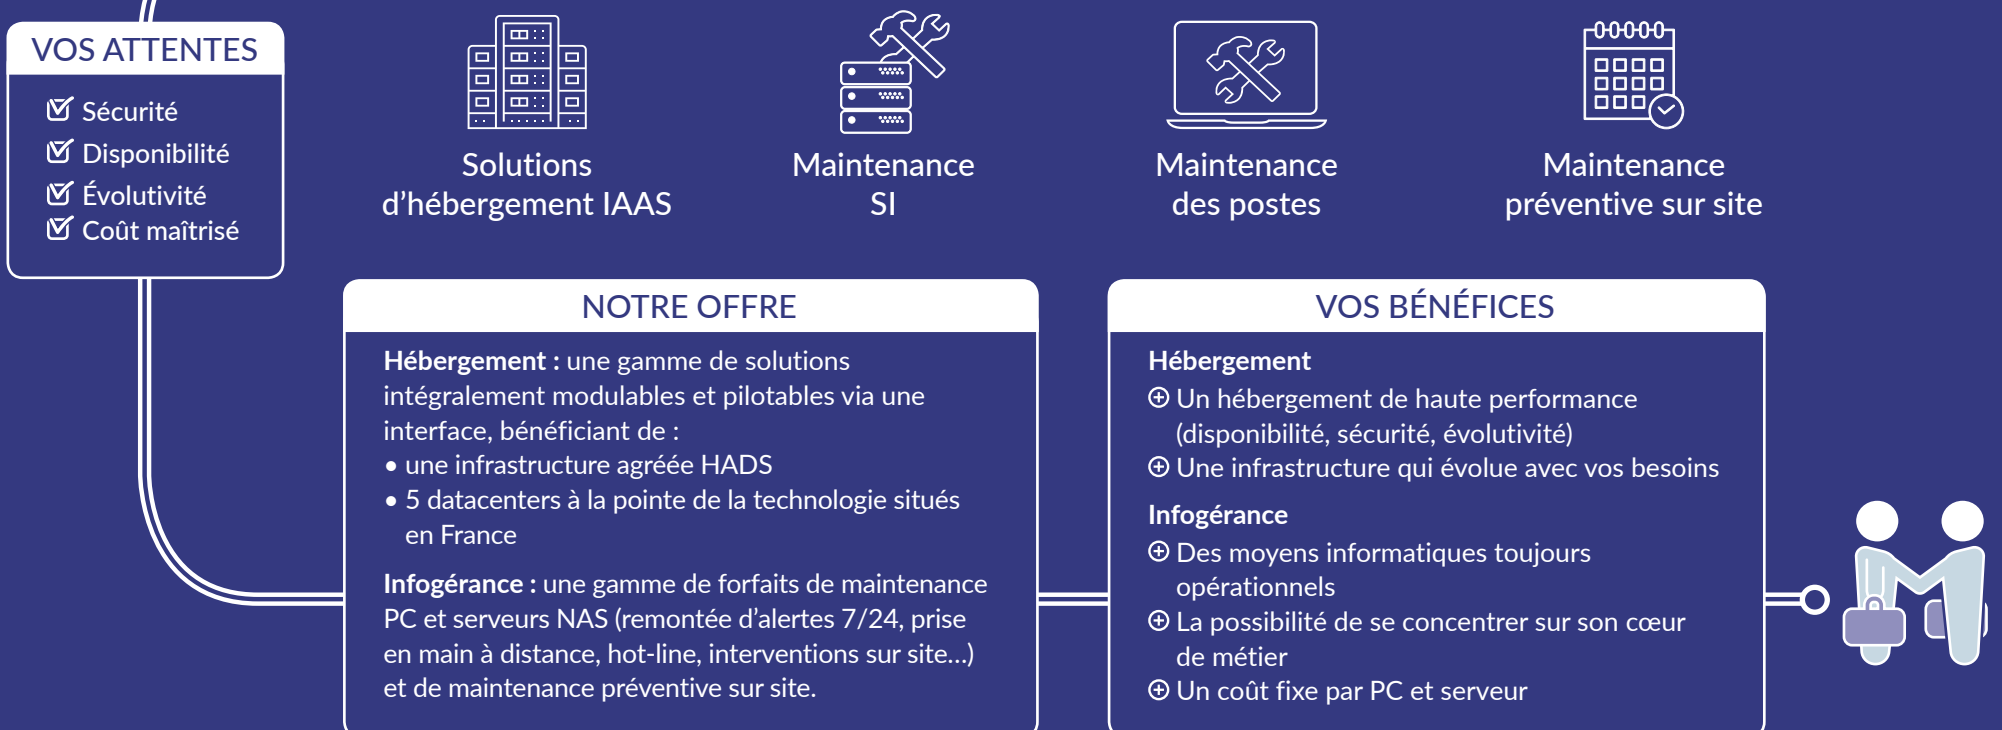 VOS ATTENTES
Sécurité
Disponibilité
Évolutivité
Coût maîtrisé
Solutions
d’hébergement IAAS
Maintenance
SI
Maintenance
des postes
Maintenance
préventive sur site
NOTRE OFFRE
Hébergement : une gamme de solutions
intégralement modulables et pilotables via une
interface, bénéficiant de :
• une infrastructure agréée HADS
• 5 datacenters à la pointe de la technologie situés
en France
Infogérance : une gamme de forfaits de maintenance
PC et serveurs NAS (remontée d’alertes 7/24, prise
en main à distance, hot-line, interventions sur site…)
et de maintenance préventive sur site.
VOS BÉNÉFICES
Hébergement
Un hébergement de haute performance
(disponibilité, sécurité, évolutivité)
Une infrastructure qui évolue avec vos besoins
Infogérance
Des moyens informatiques toujours
opérationnels
La possibilité de se concentrer sur son cœur
de métier
Un coût fixe par PC et serveur